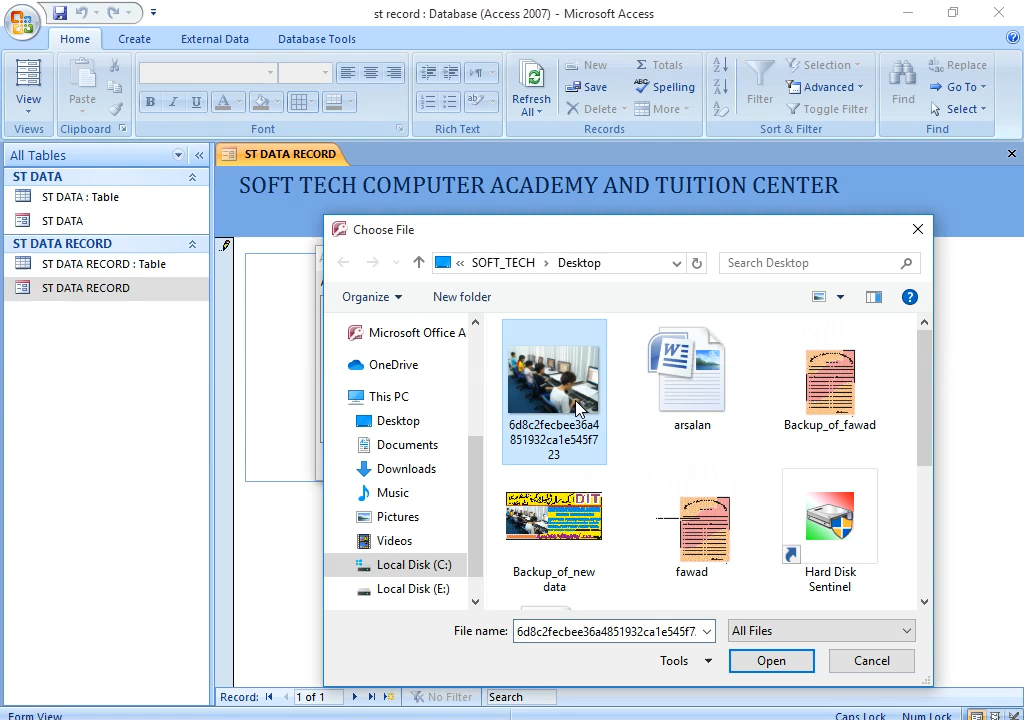 st record : Database (Access 2007) - Microsoft Access
Home
Create
External Data
Database Tools
View
Views
Paste
Clipboard
B I U
Font
Rich Text
Refresh
All
New
Save
Delete
Totals
Spelling
More
Records
Filter
Selection
Advanced
Toggle Filter
Sort & Filter
Find
Replace
Go To
Select
Find
All Tables
ST DATA
ST DATA : Table
ST DATA
ST DATA RECORD
ST DATA RECORD : Table
ST DATA RECORD
ST DATA RECORD
SOFT TECH COMPUTER ACADEMY AND TUITION CENTER
Choose File
« SOFT_TECH › Desktop
Search Desktop
Organize
New folder
Microsoft Office A
OneDrive
This PC
Desktop
Documents
Downloads
Music
Pictures
Videos
Local Disk (C:)
Local Disk (E:)
6d8c2fecbee36a4
851932ca1e545f7
23
arsalan
Backup_of_fawad
DIT
Backup_of_new
data
fawad
Hard Disk
Sentinel
File name:
6d8c2fecbee36a4851932ca1e545f7
All Files
Tools
Open
Cancel
Record:
1 of 1
No Filter
Search
Form View
Caps Lock
Num Lock